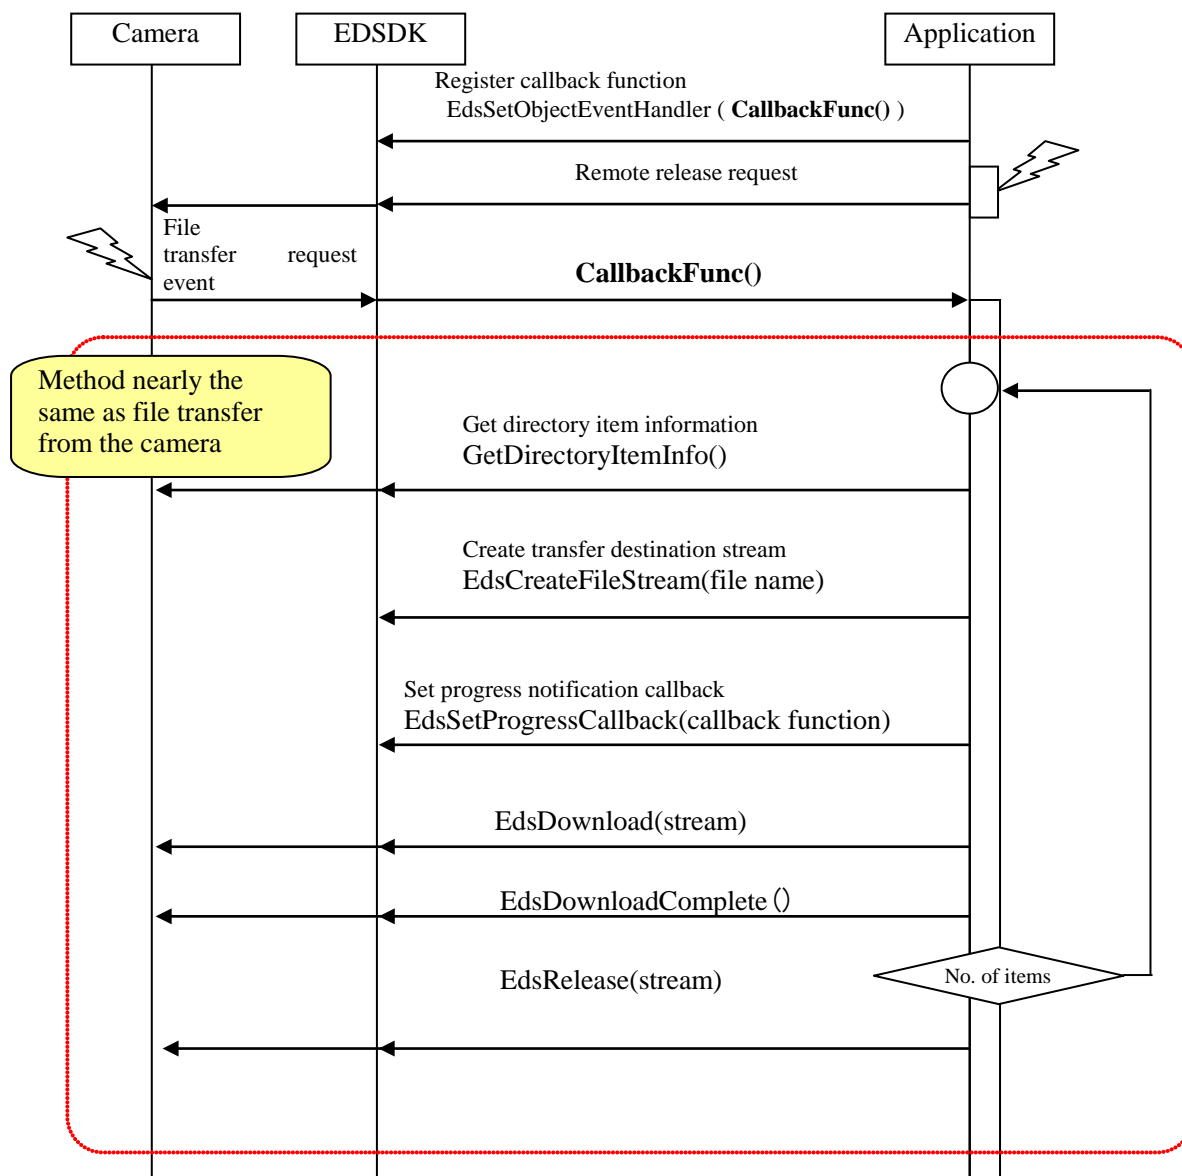 Camera
EDSDK
Application
Register callback function
EdsSetObjectEventHandler ( CallbackFunc() )
Remote release request
File
transfer request
event
CallbackFunc()
Method nearly the
same as file transfer
from the camera
Get directory item information
GetDirectoryItemInfo()
Create transfer destination stream
EdsCreateFileStream(file name)
Set progress notification callback
EdsSetProgressCallback(callback function)
EdsDownload(stream)
EdsDownloadComplete()
No. of items
EdsRelease(stream)